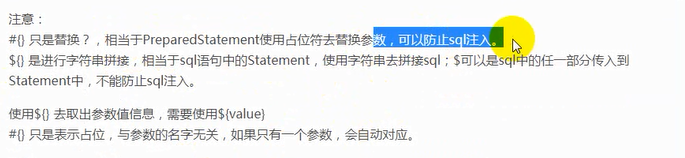 注意：
#{} 只是替换？，相当于PreparedStatement使用占位符去替换参数，可以防止sql注入。
${} 是进行字符串拼接，相当于sql语句中的Statement，使用字符串去拼接sql；$可以是sql中的任一部分传入到
Statement中，不能防止sql注入。
使用${} 去取出参数值信息，需要使用${value}
#{} 只是表示占位，与参数的名字无关，如果只有一个参数，会自动对应。